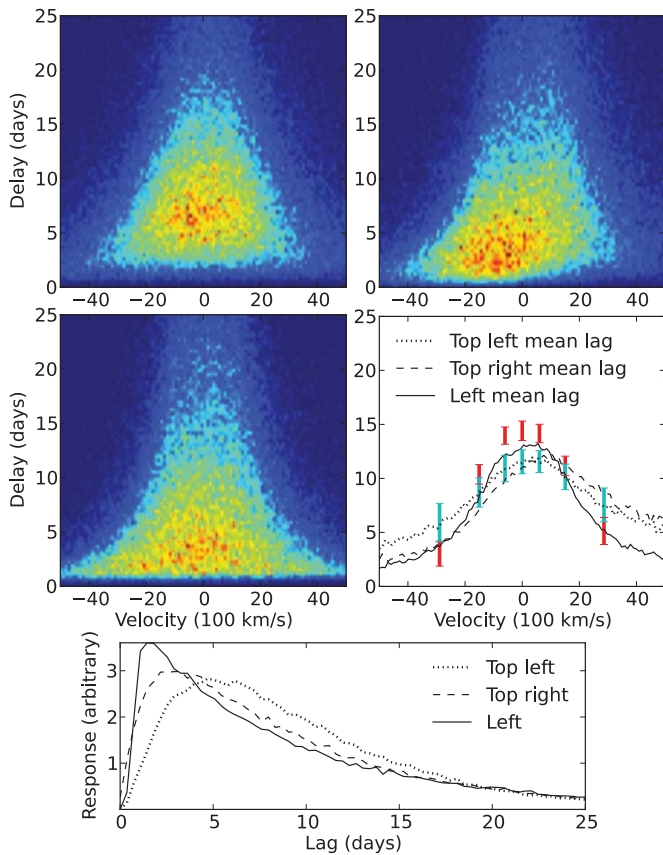 25
20
15
10
5
0
Delay (days)
−40 −20 0 20 40
25
20
15
10
5
0
−40 −20 0 20 40
25
20
15
10
5
0
Delay (days)
−40 −20 0 20 40
Velocity (100 km/s)
25
20
15
10
5
0
Top left mean lag
Top right mean lag
Left mean lag
−40 −20 0 20 40
Velocity (100 km/s)
Response (arbitrary)
3
2
1
Top left
Top right
Left
0 5 10 15 20 25
Lag (days)